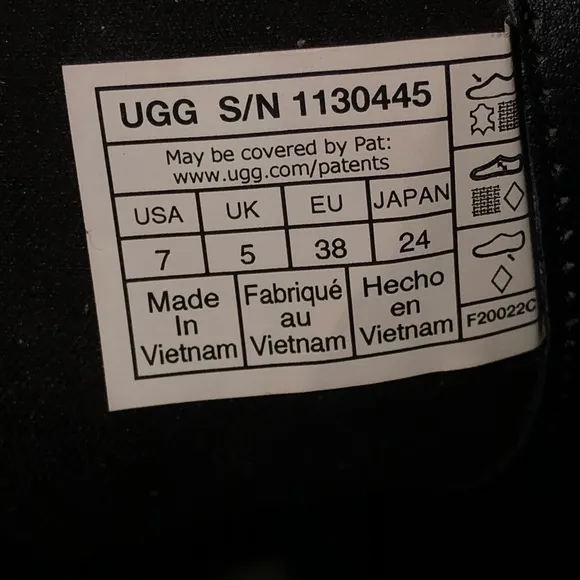 UGG S/N 1130445
May be covered by Pat:
www.ugg.com/patents
USA UK EU JAPAN
7 5 38 24
Made In Vietnam
Fabriqué au Vietnam
Hecho en Vietnam
F20022C